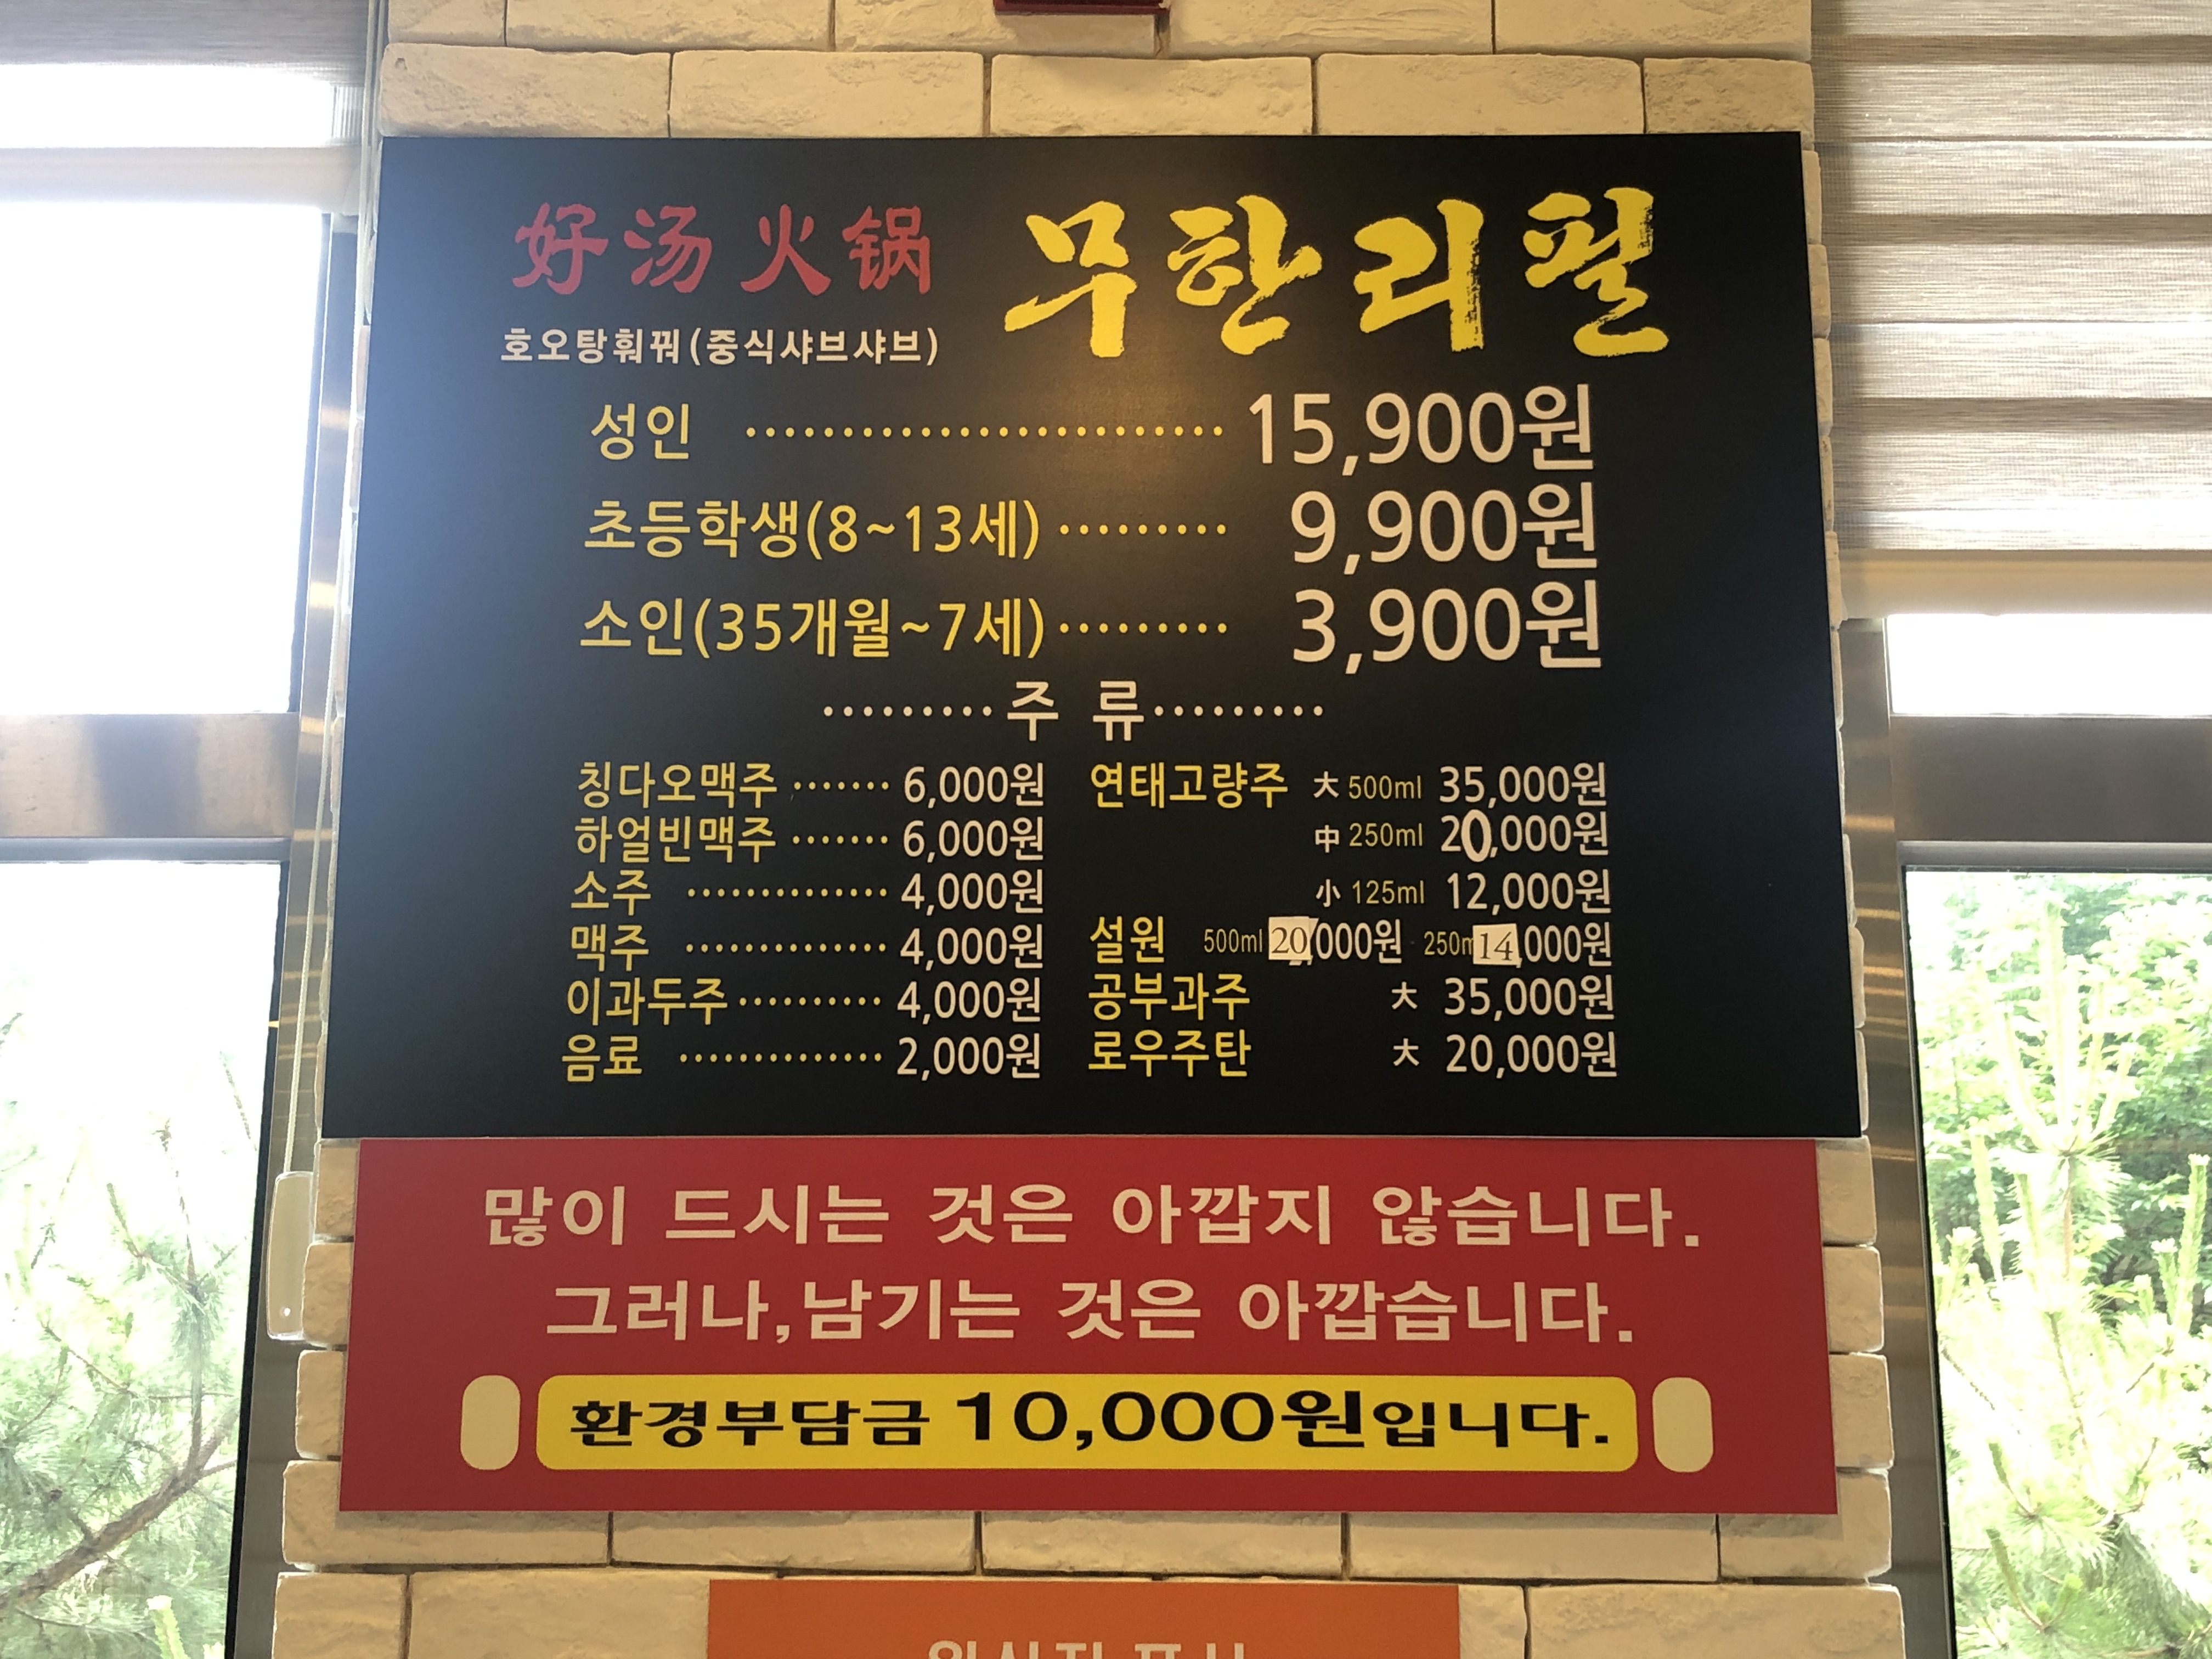 好汤火锅 무한리필
호오탕훠꿔(중식샤브샤브)
성인 ························ 15,900원
초등학생(8~13세) ········· 9,900원
소인(35개월~7세) ········· 3,900원
·········주 류·········
칭다오맥주 ······· 6,000원
하얼빈맥주 ······· 6,000원
소주 ·············· 4,000원
맥주 ·············· 4,000원
이과두주 ·········· 4,000원
음료 ·············· 2,000원
연태고량주 大 500ml 35,000원
中 250ml 20,000원
小 125ml 12,000원
설원 500ml 20,000원 250m 14,000원
공부과주 大 35,000원
로우주탄 大 20,000원
많이 드시는 것은 아깝지 않습니다.
그러나,남기는 것은 아깝습니다.
환경부담금 10,000원입니다.